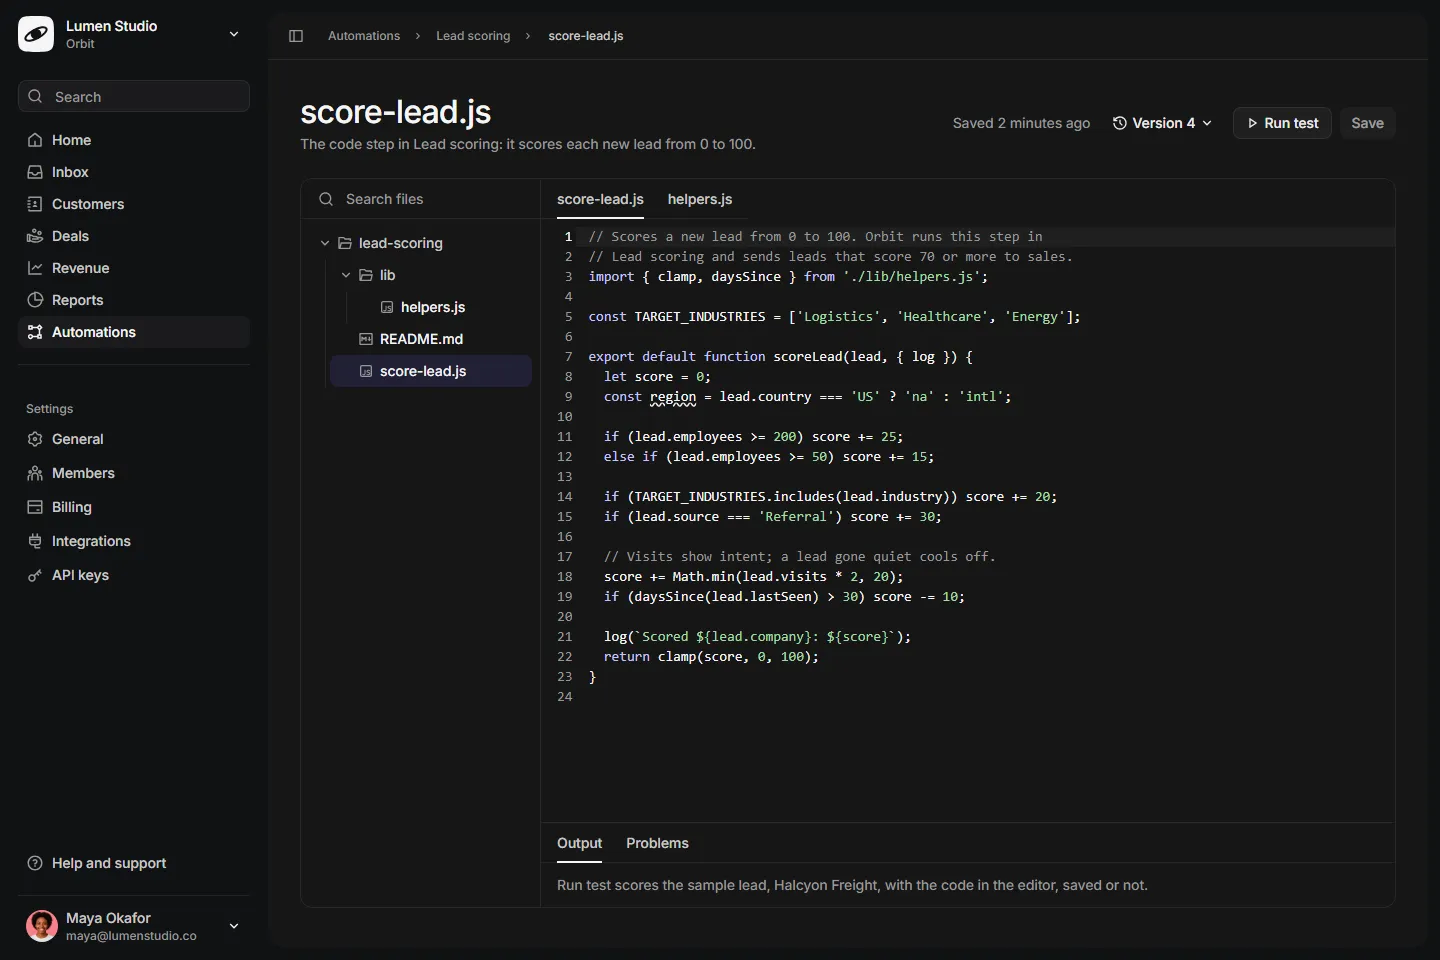 Lumen Studio
Orbit
Search
Home
Inbox
Customers
Deals
Revenue
Reports
Automations
Settings
General
Members
Billing
Integrations
API keys
Help and support
Maya Okafor
maya@lumenstudio.co
Automations › Lead scoring › score-lead.js
score-lead.js
The code step in Lead scoring: it scores each new lead from 0 to 100.
Saved 2 minutes ago
Version 4
Run test
Save
Search files
lead-scoring
lib
helpers.js
README.md
score-lead.js
score-lead.js helpers.js
1 // Scores a new lead from 0 to 100. Orbit runs this step in
2 // Lead scoring and sends leads that score 70 or more to sales.
3 import { clamp, daysSince } from './lib/helpers.js';
4
5 const TARGET_INDUSTRIES = ['Logistics', 'Healthcare', 'Energy'];
6
7 export default function scoreLead(lead, { log }) {
8   let score = 0;
9   const region = lead.country === 'US' ? 'na' : 'intl';
10
11   if (lead.employees >= 200) score += 25;
12   else if (lead.employees >= 50) score += 15;
13
14   if (TARGET_INDUSTRIES.includes(lead.industry)) score += 20;
15   if (lead.source === 'Referral') score += 30;
16
17   // Visits show intent; a lead gone quiet cools off.
18   score += Math.min(lead.visits * 2, 20);
19   if (daysSince(lead.lastSeen) > 30) score -= 10;
20
21   log(`Scored ${lead.company}: ${score}`);
22   return clamp(score, 0, 100);
23 }
24
Output Problems
Run test scores the sample lead, Halcyon Freight, with the code in the editor, saved or not.